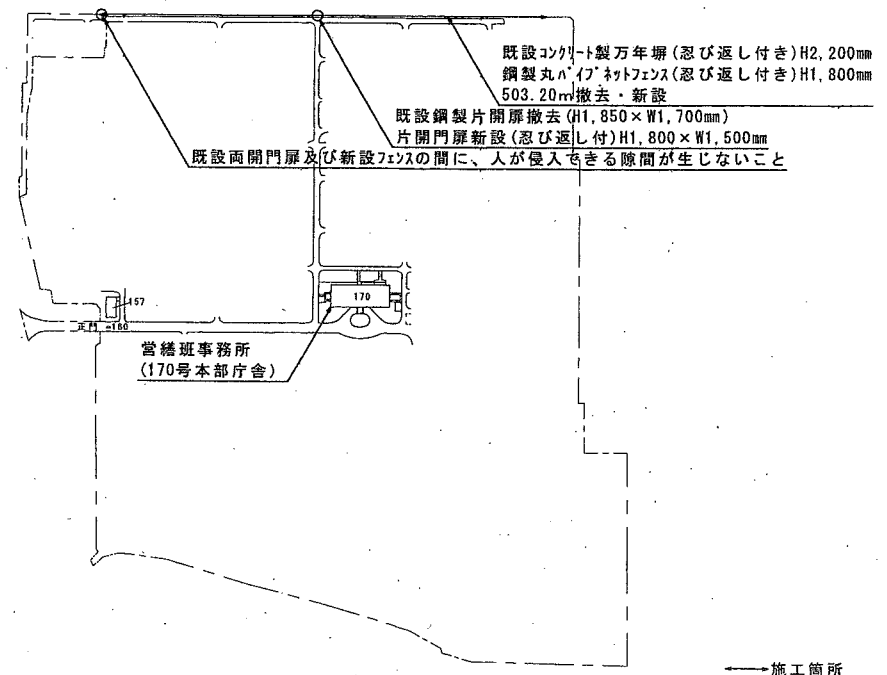 既設コンクリート製万年塀(忍び返し付き)H2,200mm
鋼製丸パイプネットフェンス(忍び返し付き)H1,800mm
503.20m撤去・新設
既設鋼製片開扉撤去(H1,850×W1,700mm)
片開門扉新設(忍び返し付)H1,800×W1,500mm
既設両開門扉及び新設フェンスの間に、人が侵入できる隙間が生じないこと
157
170
正門
160
営繕班事務所
(170号本部庁舎)
施工箇所